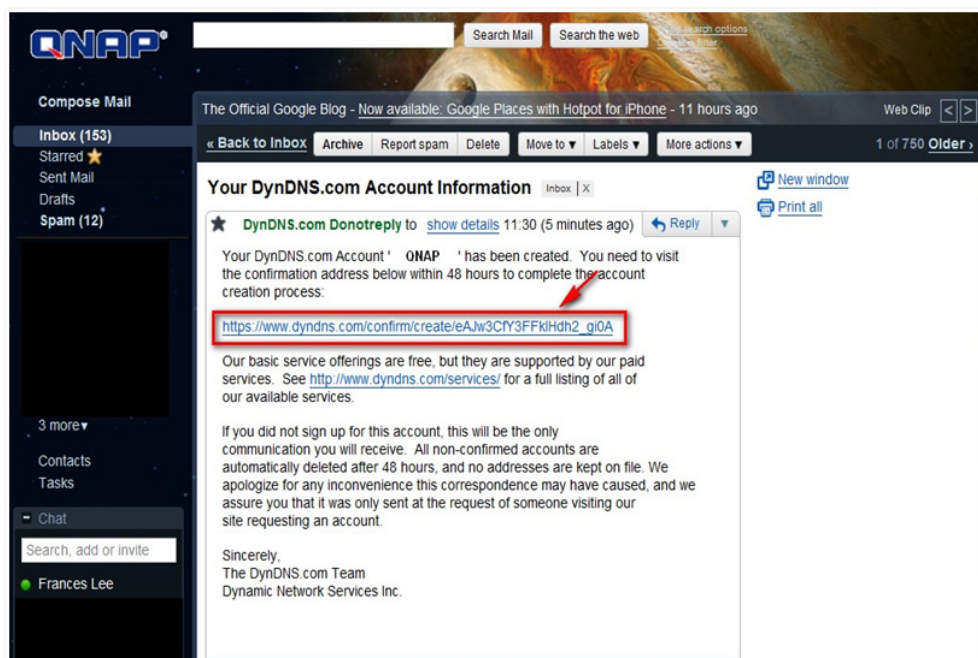 QNAP
Search Mail
Search the web
search options
filter
Compose Mail
The Official Google Blog - Now available: Google Places with Hotpot for iPhone - 11 hours ago
Web Clip < >
Inbox (153)
Starred
Sent Mail
Drafts
Spam (12)
« Back to Inbox Archive Report spam Delete Move to ▼ Labels ▼ More actions ▼ 1 of 750 Older ›
Your DynDNS.com Account Information Inbox | X
New window
Print all
DynDNS.com Donotreply to show details 11:30 (5 minutes ago) Reply ▼
Your DynDNS.com Account ' QNAP ' has been created. You need to visit
the confirmation address below within 48 hours to complete the account
creation process:
https://www.dyndns.com/confirm/create/eAJw3CfY3FFklHdh2_gi0A
Our basic service offerings are free, but they are supported by our paid
services. See http://www.dyndns.com/services/ for a full listing of all of
our available services.
If you did not sign up for this account, this will be the only
communication you will receive. All non-confirmed accounts are
automatically deleted after 48 hours, and no addresses are kept on file. We
apologize for any inconvenience this correspondence may have caused, and we
assure you that it was only sent at the request of someone visiting our
site requesting an account.
Sincerely,
The DynDNS.com Team
Dynamic Network Services Inc.
3 more▾
Contacts
Tasks
- Chat
Search, add or invite
Frances Lee